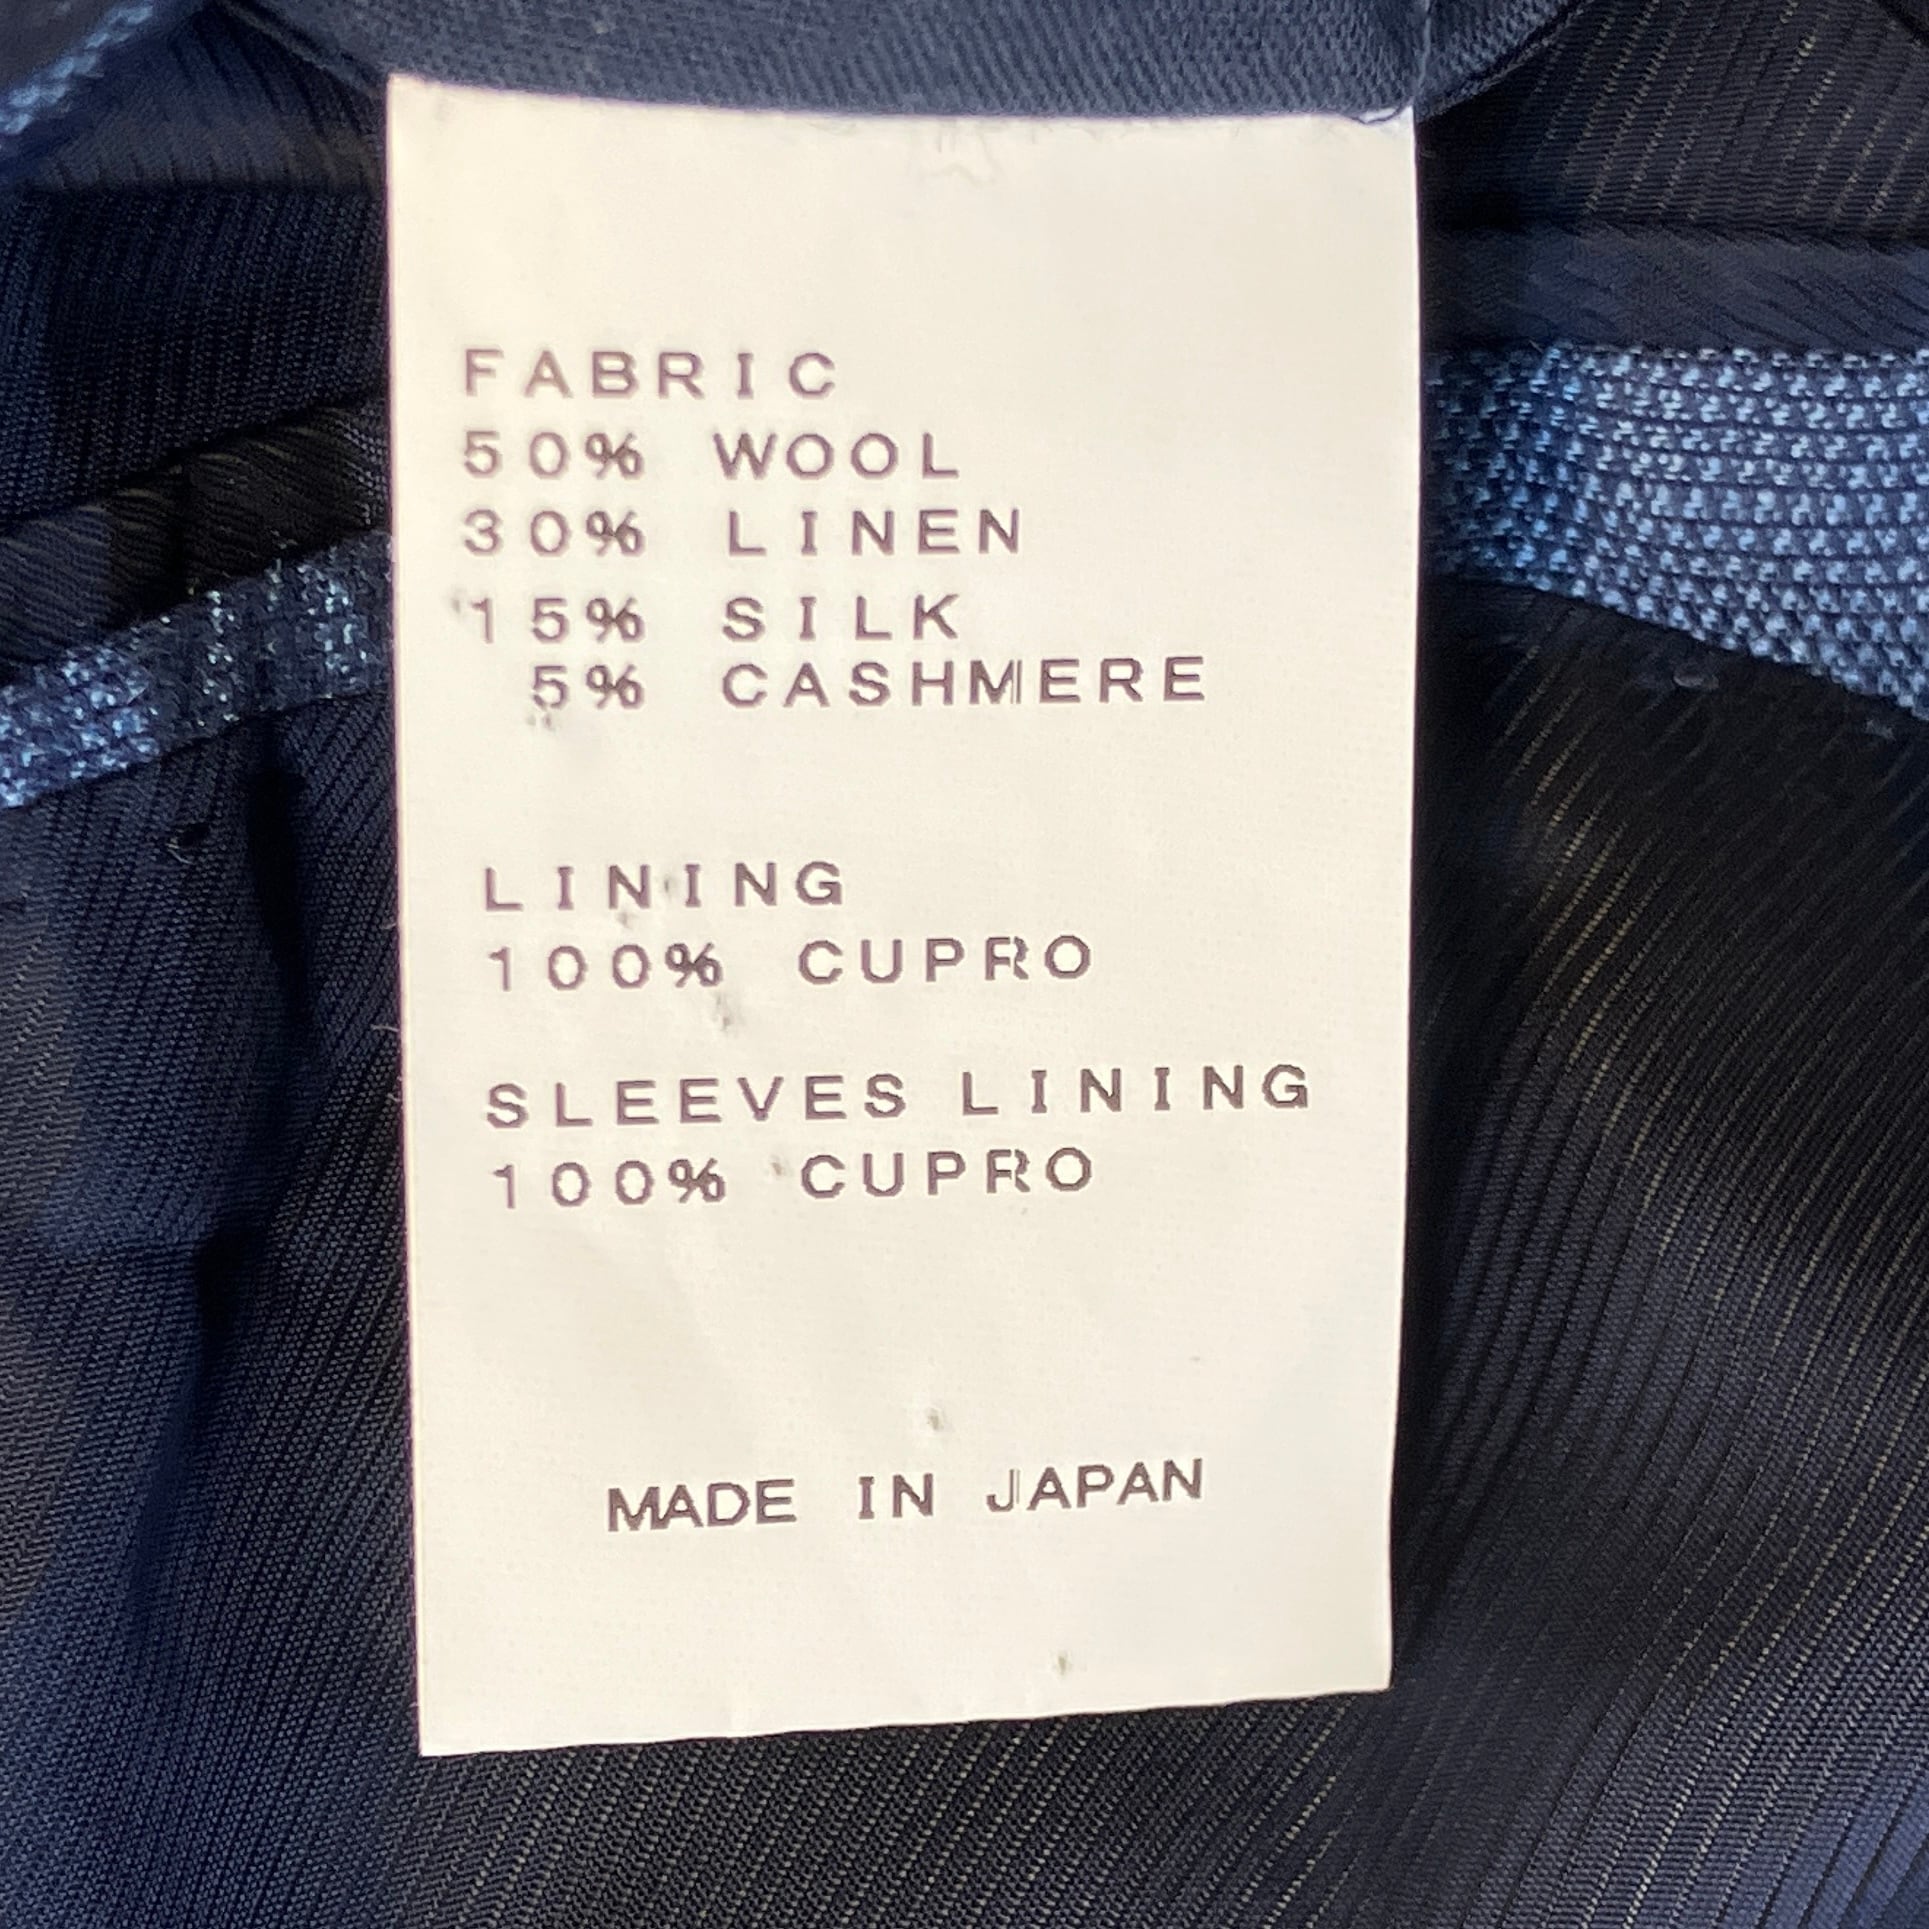 FABRIC
50% WOOL
30% LINEN
15% SILK
5% CASHMERE
LINING
100% CUPRO
SLEEVES LINING
100% CUPRO
MADE IN JAPAN